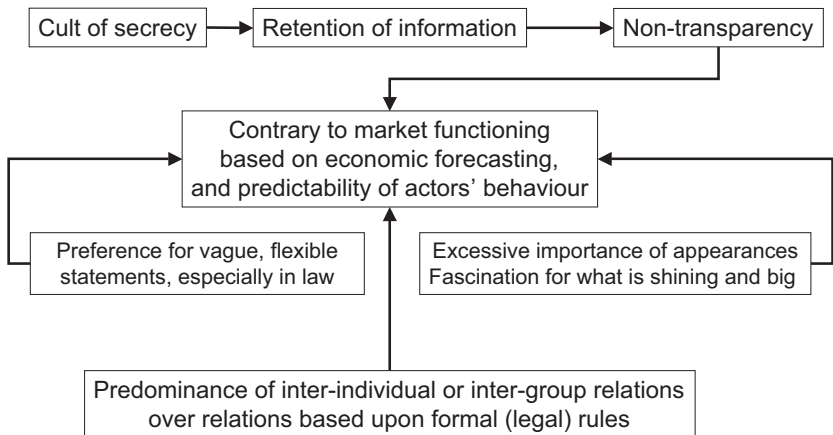 Cult of secrecy
Retention of information
Non-transparency
Contrary to market functioning
based on economic forecasting,
and predictability of actors’ behaviour
Preference for vague, flexible
statements, especially in law
Excessive importance of appearances
Fascination for what is shining and big
Predominance of inter-individual or inter-group relations
over relations based upon formal (legal) rules